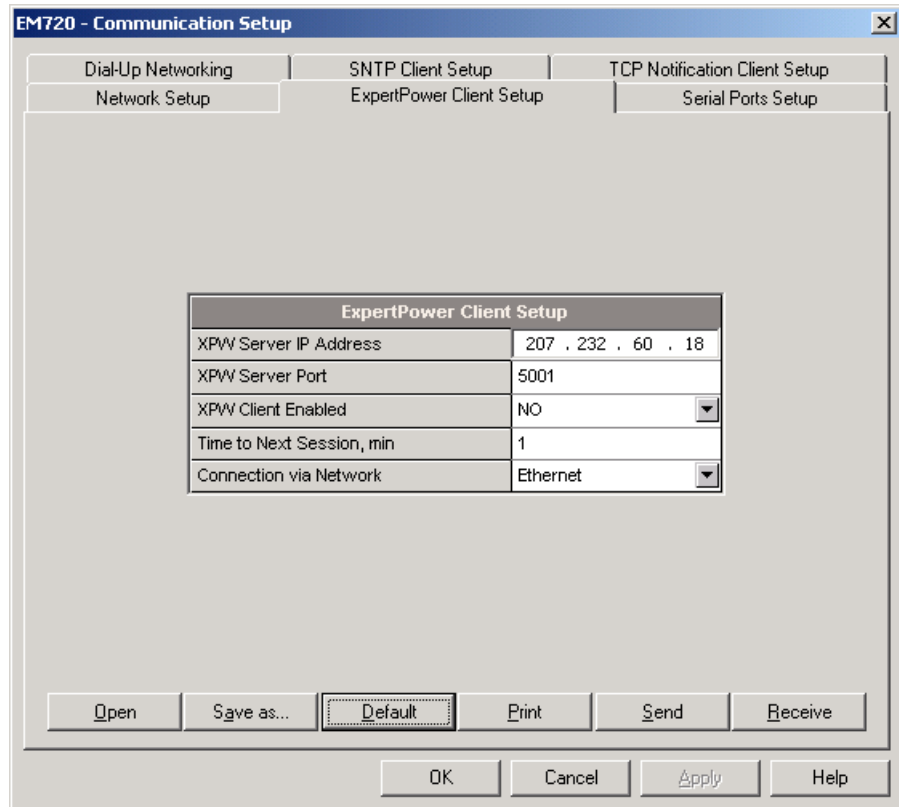 EM720 - Communication Setup
Dial-Up Networking SNTP Client Setup TCP Notification Client Setup
Network Setup ExpertPower Client Setup Serial Ports Setup
ExpertPower Client Setup
XPW Server IP Address 207 . 232 . 60 . 18
XPW Server Port 5001
XPW Client Enabled NO
Time to Next Session, min 1
Connection via Network Ethernet
Open Save as... Default Print Send Receive
OK Cancel Apply Help